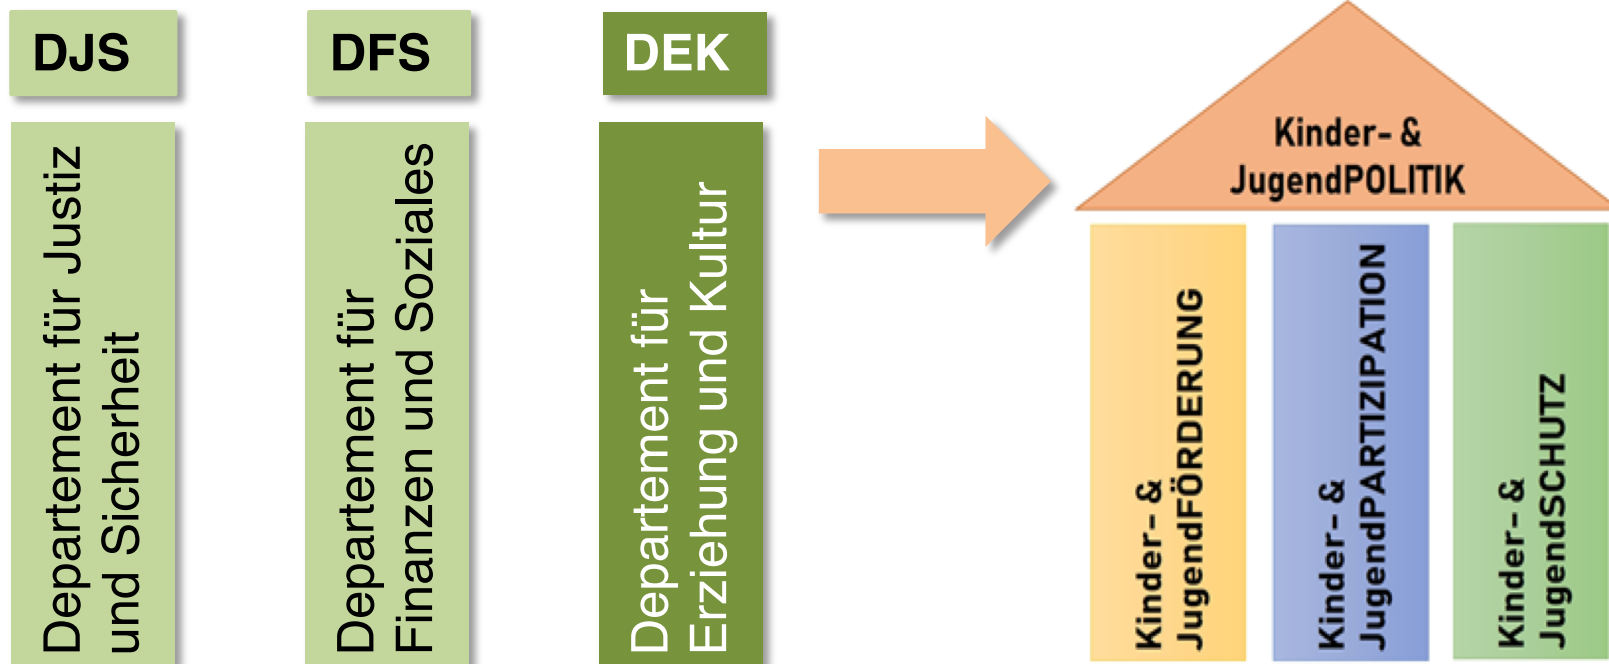 DJS
Departement für Justiz
und Sicherheit
DFS
Departement für
Finanzen und Soziales
DEK
Departement für
Erziehung und Kultur
Kinder- &
JugendPOLITIK
Kinder- &
JugendFÖRDERUNG
Kinder- &
JugendPARTIZIPATION
Kinder- &
JugendSCHUTZ